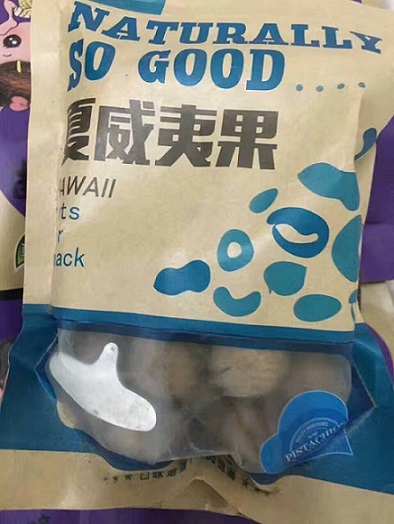 NATURALLY
SO GOOD.....
夏威夷果
AWAII
ts
r
ack
PISTACHIOS